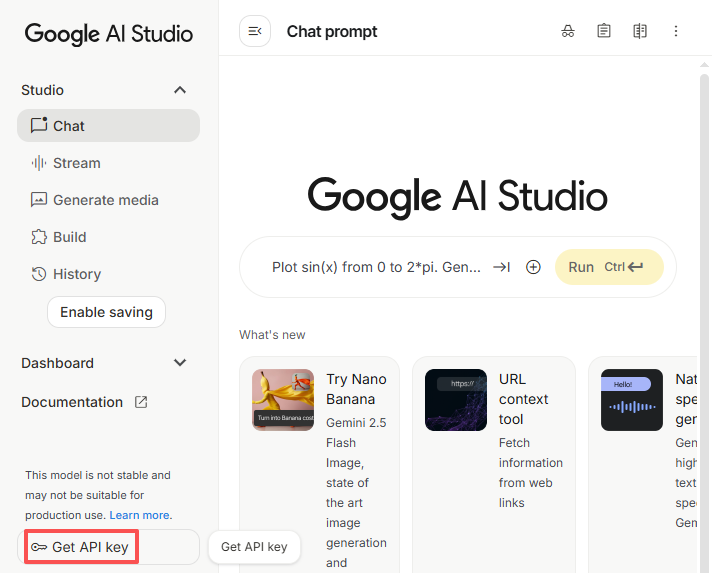 Google AI Studio
Chat prompt
Studio
Chat
Stream
Generate media
Build
History
Enable saving
Dashboard
Documentation
This model is not stable and
may not be suitable for
production use. Learn more.
Get API key
Get API key
Google AI Studio
Plot sin(x) from 0 to 2*pi. Gen...
Run Ctrl
What's new
Turn into Banana cost
Try Nano
Banana
Gemini 2.5
Flash
Image,
state of
the art
image
generation
and
https://
URL
context
tool
Fetch
information
from web
links
Hello!
Nat
spe
gen
Gen
high
text
spe
Gem